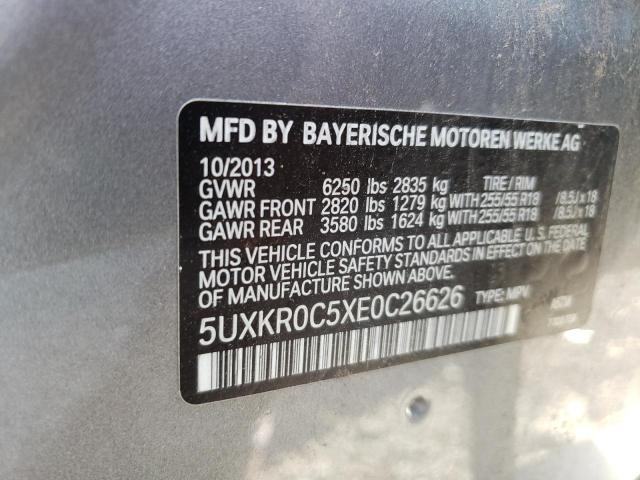 MFD BY BAYERISCHE MOTOREN WERKE AG
10/2013
GVWR 6250 lbs 2835 kg TIRE / RIM
GAWR FRONT 2820 lbs 1279 kg WITH 255/55 R18 /8.5J x 18
GAWR REAR 3580 lbs 1624 kg WITH 255/55 R18 /8.5J x 18
THIS VEHICLE CONFORMS TO ALL APPLICABLE U.S. FEDERAL
MOTOR VEHICLE SAFETY STANDARDS IN EFFECT ON THE DATE
OF MANUFACTURE SHOWN ABOVE.
5UXKR0C5XE0C26626 TYPE: MPV